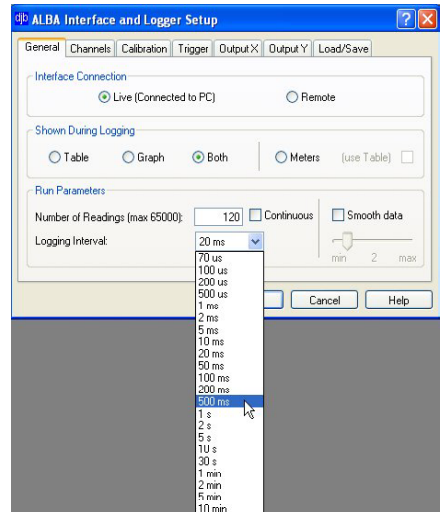 djb ALBA Interface and Logger Setup
General Channels Calibration Trigger Output X Output Y Load/Save
Interface Connection
Live (Connected to PC) Remote
Shown During Logging
Table Graph Both Meters (use Table)
Run Parameters
Number of Readings (max 65000): 120 Continuous Smooth data
Logging Interval: 20 ms
min 2 max
70 us
100 us
200 us
500 us
1 ms
2 ms
5 ms
10 ms
20 ms
50 ms
100 ms
200 ms
500 ms
1 s
2 s
5 s
10 s
30 s
1 min
2 min
5 min
10 min
Cancel Help